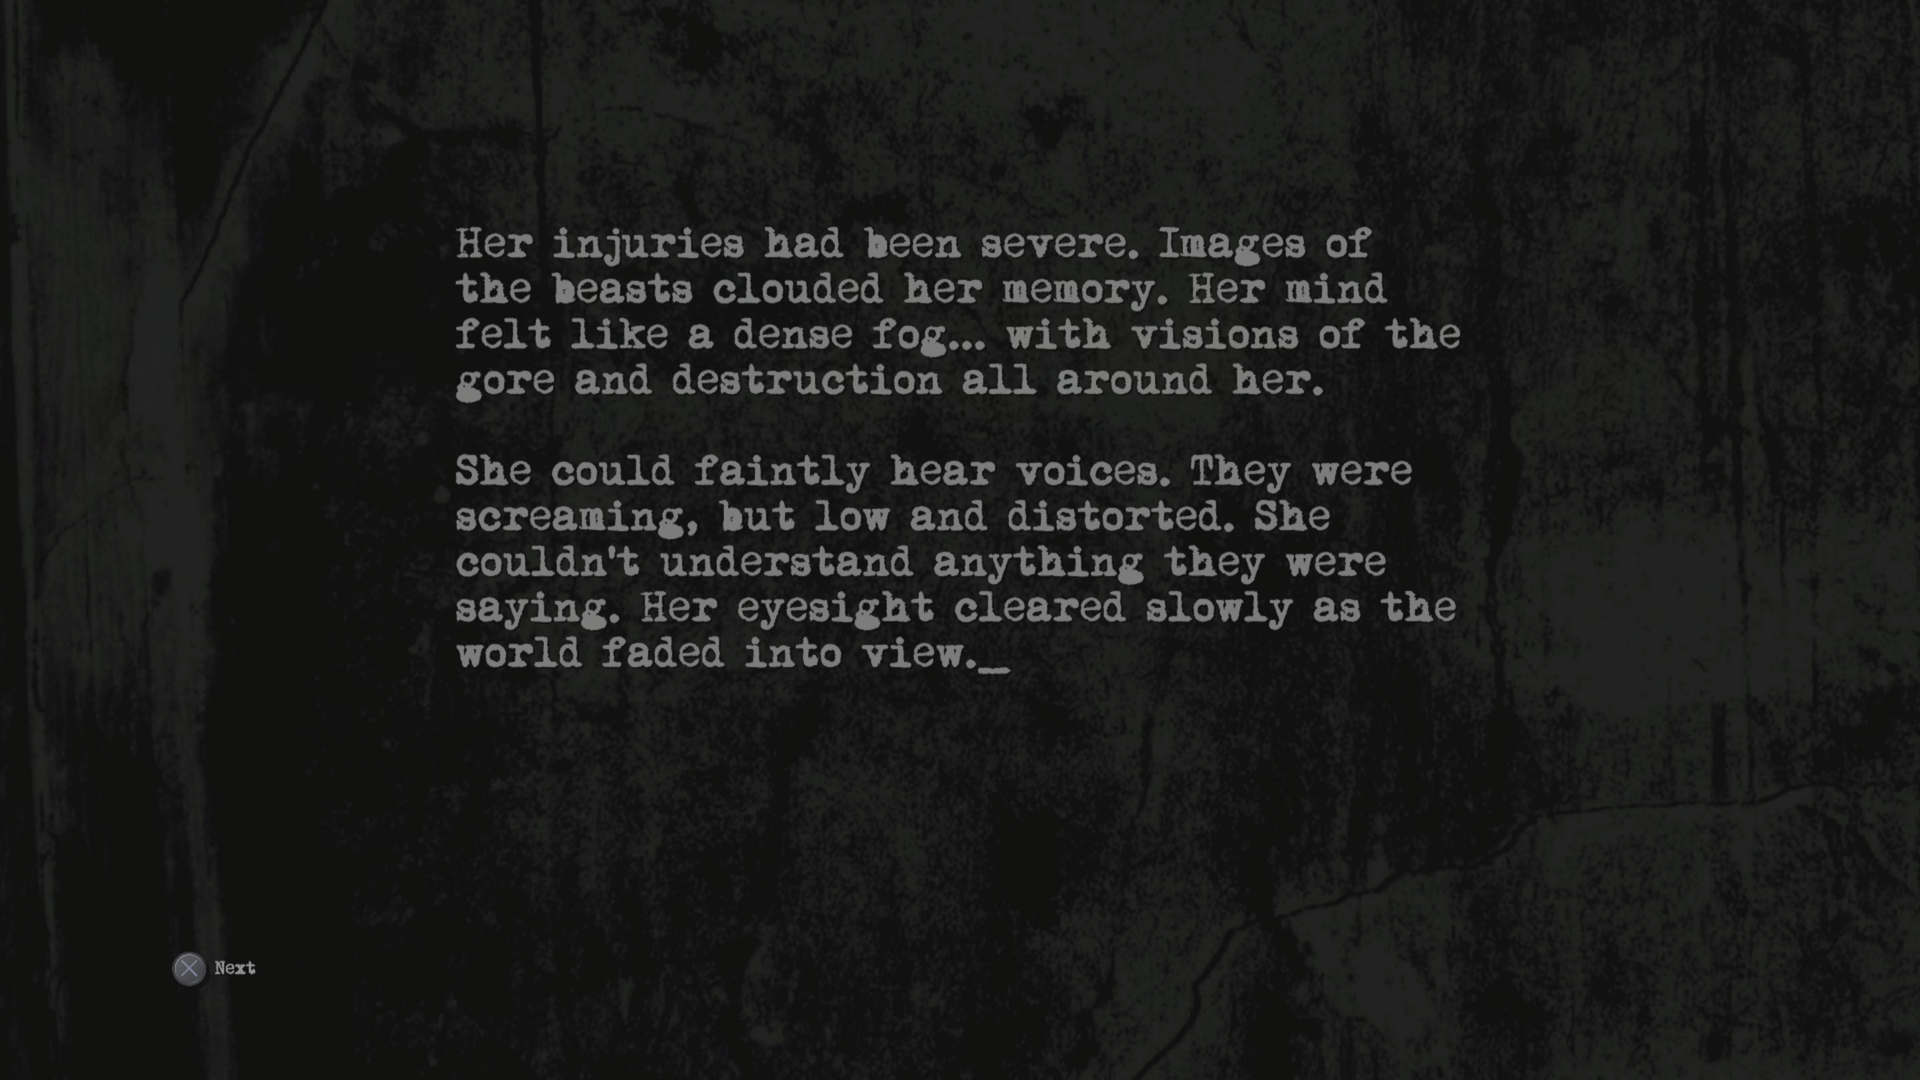 Her injuries had been severe. Images of
the beasts clouded her memory. Her mind
felt like a dense fog... with visions of the
gore and destruction all around her.
She could faintly hear voices. They were
screaming, but low and distorted. She
couldn't understand anything they were
saying. Her eyesight cleared slowly as the
world faded into view._
Next